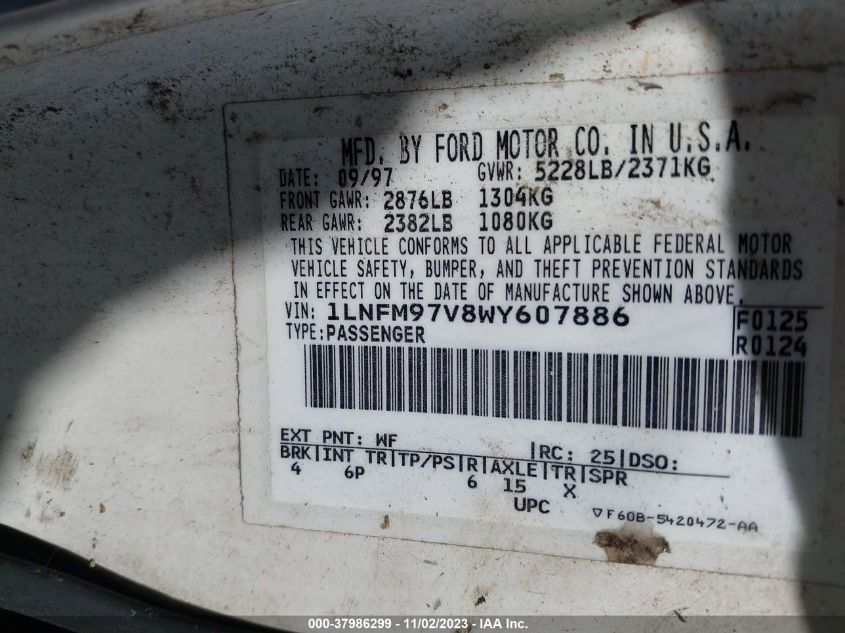 MFD. BY FORD MOTOR CO. IN U.S.A.
DATE: 09/97 GVWR: 5228LB/2371KG
FRONT GAWR: 2876LB 1304KG
REAR GAWR: 2382LB 1080KG
THIS VEHICLE CONFORMS TO ALL APPLICABLE FEDERAL MOTOR
VEHICLE SAFETY, BUMPER, AND THEFT PREVENTION STANDARDS
IN EFFECT ON THE DATE OF MANUFACTURE SHOWN ABOVE.
VIN: 1LNFM97V8WY607886 F0125
TYPE: PASSENGER R0124
EXT PNT: WF |RC: 25|DSO:
BRK|INT TR|TP/PS|R|AXLE|TR|SPR
4 6P 6 15 X
UPC ▽F60B-5420472-AA
000-37986299 - 11/02/2023 - IAAI.com